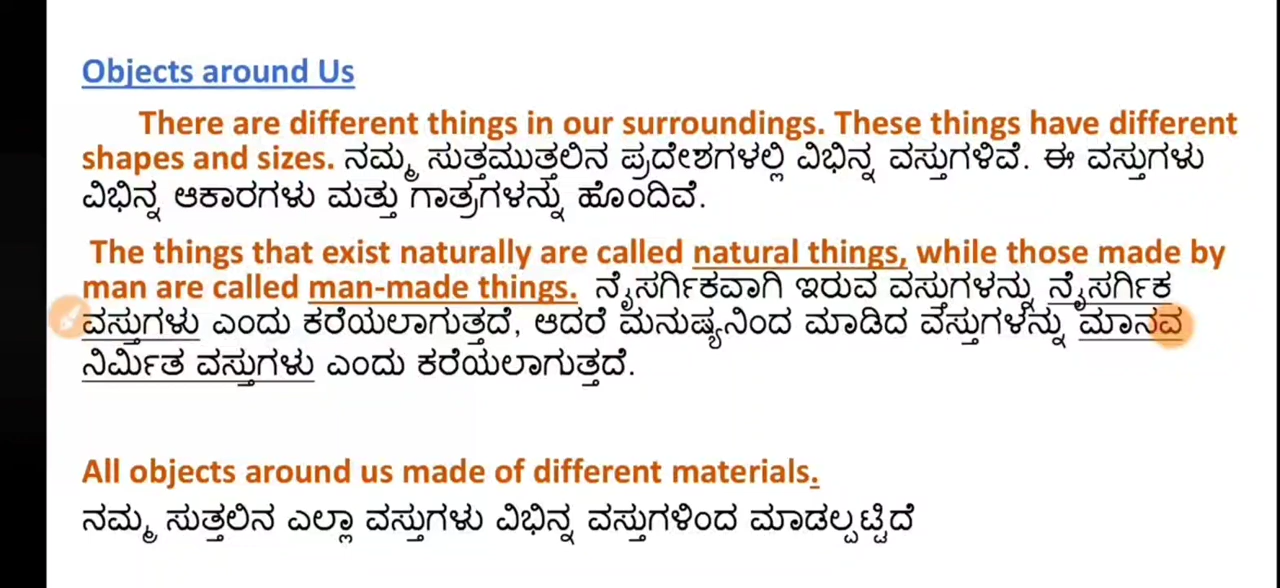 Objects around Us
There are different things in our surroundings. These things have different
shapes and sizes. ನಮ್ಮ ಸುತ್ತಮುತ್ತಲಿನ ಪ್ರದೇಶಗಳಲ್ಲಿ ವಿಭಿನ್ನ ವಸ್ತುಗಳಿವೆ. ಈ ವಸ್ತುಗಳು
ವಿಭಿನ್ನ ಆಕಾರಗಳು ಮತ್ತು ಗಾತ್ರಗಳನ್ನು ಹೊಂದಿವೆ.
The things that exist naturally are called natural things, while those made by
man are called man-made things. ನೈಸರ್ಗಿಕವಾಗಿ ಇರುವ ವಸ್ತುಗಳನ್ನು ನೈಸರ್ಗಿಕ
ವಸ್ತುಗಳು ಎಂದು ಕರೆಯಲಾಗುತ್ತದೆ, ಆದರೆ ಮನುಷ್ಯನಿಂದ ಮಾಡಿದ ವಸ್ತುಗಳನ್ನು ಮಾನವ
ನಿರ್ಮಿತ ವಸ್ತುಗಳು ಎಂದು ಕರೆಯಲಾಗುತ್ತದೆ.
All objects around us made of different materials.
ನಮ್ಮ ಸುತ್ತಲಿನ ಎಲ್ಲಾ ವಸ್ತುಗಳು ವಿಭಿನ್ನ ವಸ್ತುಗಳಿಂದ ಮಾಡಲ್ಪಟ್ಟಿದೆ